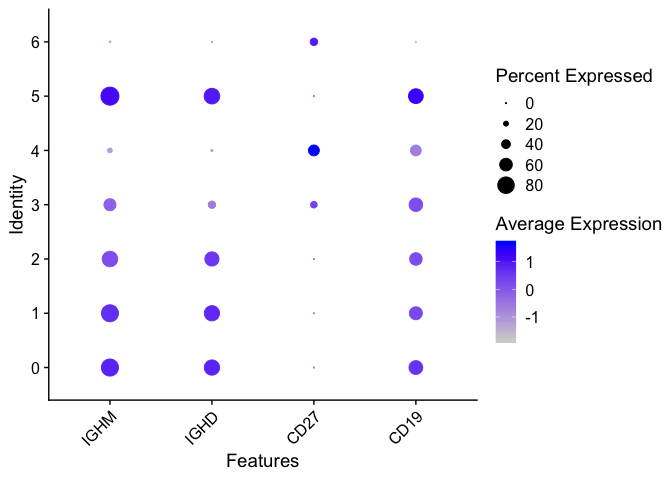 6
5
4
3
2
1
0
Identity
IGHM
IGHD
CD27
CD19
Features
Percent Expressed
0
20
40
60
80
Average Expression
1
0
-1